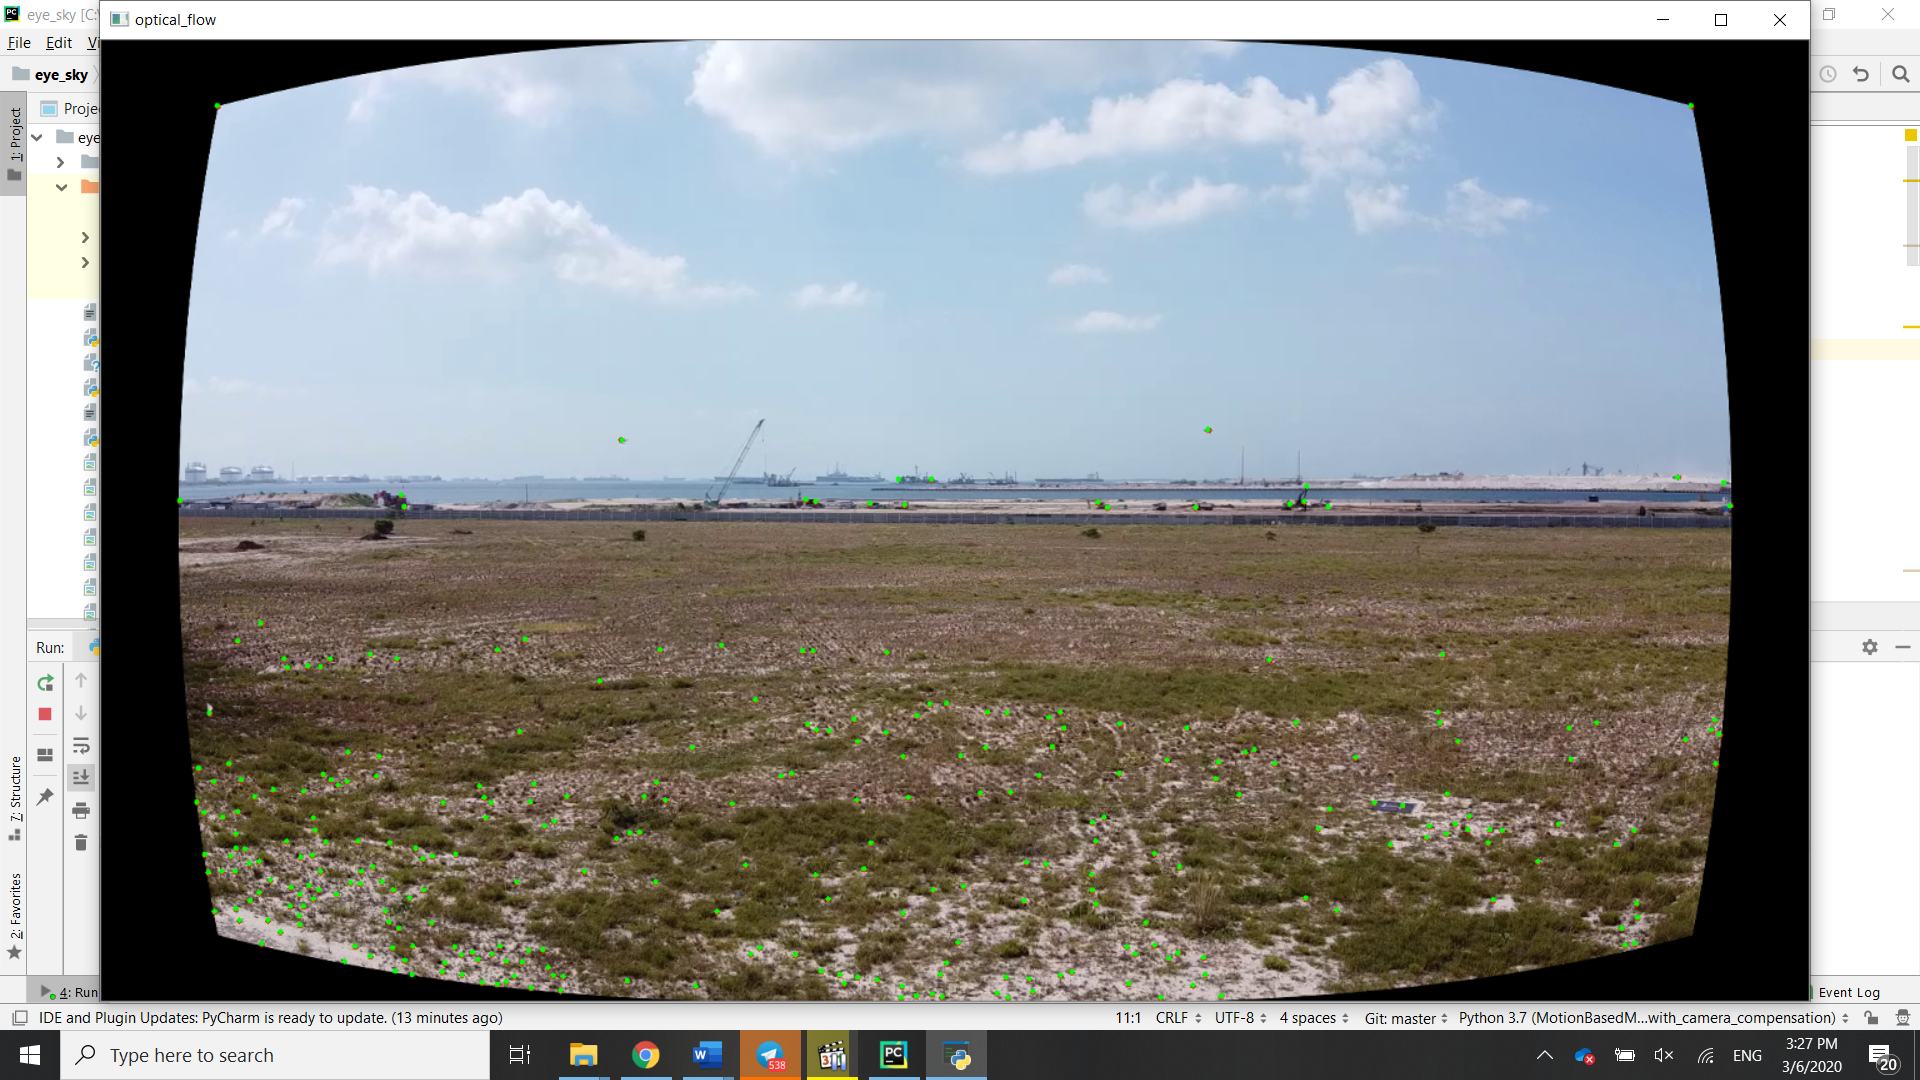 eye_sky [C:\
optical_flow
File Edit Vi
eye_sky
Proje
1: Project
eye
Run:
7: Structure
2: Favorites
4: Run
Event Log
IDE and Plugin Updates: PyCharm is ready to update. (13 minutes ago)
11:1 CRLF UTF-8 4 spaces Git: master Python 3.7 (MotionBasedM...with_camera_compensation)
Type here to search
538
ENG
3:27 PM
3/6/2020
20